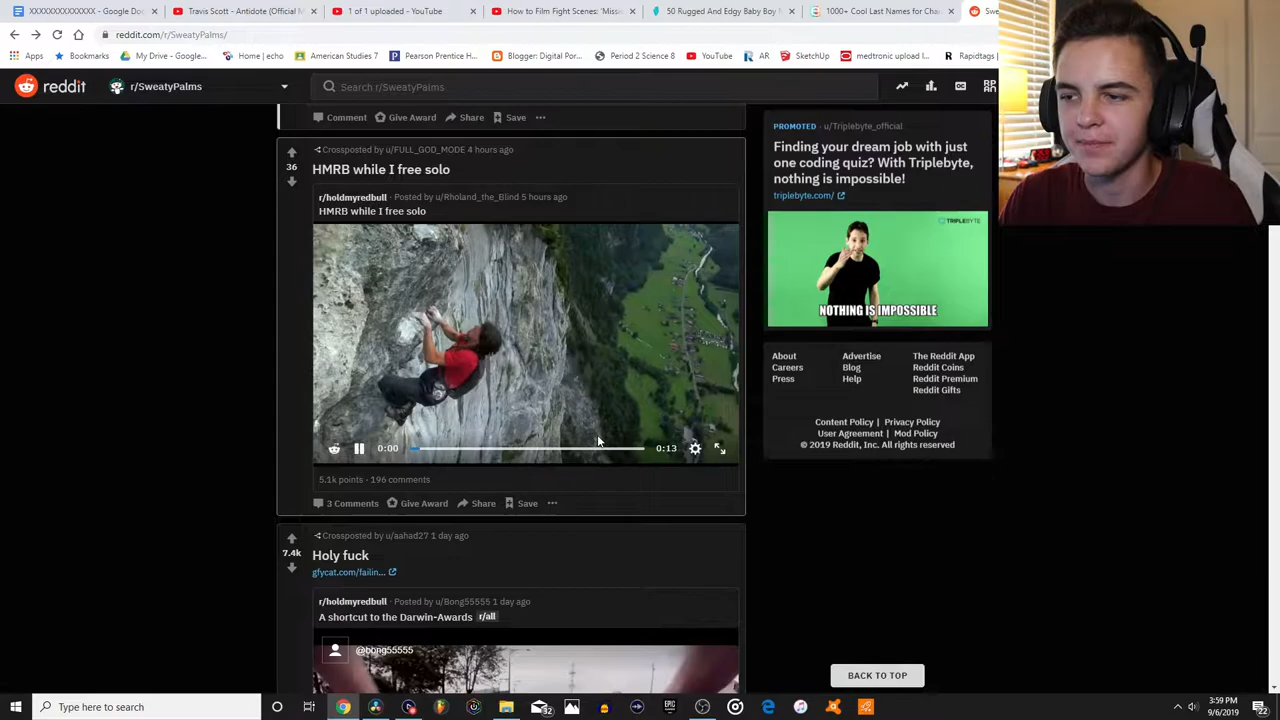 XXXXXXXXXXXXXX - Google Doc
Travis Scott - Antidote (Official M
1 of 1 uploaded - YouTube
How to Film Fight Scenes: 'Wiske
50 Rugged And Edgy Baby Boy N
1000+ Cool Last Names for Cha
Swe
reddit.com/r/SweatyPalms/
Bookmarks
My Drive - Google...
Home | echo
American Studies 7
Pearson Prentice H...
Blogger: Digital Por...
Period 2 Science 8
YouTube
AR
SketchUp
medtronic upload l...
Rapidtags
reddit
r/SweatyPalms
Search r/SweatyPalms
Comment
Give Award
Share
Save
Crossposted by u/FULL_GOD_MODE 4 hours ago
36
HMRB while I free solo
r/holdmyredbull · Posted by u/Rholand_the_Blind 5 hours ago
HMRB while I free solo
0:00
0:13
5.1k points · 196 comments
3 Comments
Give Award
Share
Save
Crossposted by u/aahad27 1 day ago
7.4k
Holy fuck
gfycat.com/failin...
r/holdmyredbull · Posted by u/Bong55555 1 day ago
A shortcut to the Darwin-Awards r/all
@bong55555
PROMOTED · u/Triplebyte_official
Finding your dream job with just
one coding quiz? With Triplebyte,
nothing is impossible!
triplebyte.com/
TRIPLEBYTE
NOTHING IS IMPOSSIBLE
About
Advertise
The Reddit App
Careers
Blog
Reddit Coins
Press
Help
Reddit Premium
Reddit Gifts
Content Policy | Privacy Policy
User Agreement | Mod Policy
© 2019 Reddit, Inc. All rights reserved
BACK TO TOP
Type here to search
32
EPIC
3:59 PM
9/6/2019
22